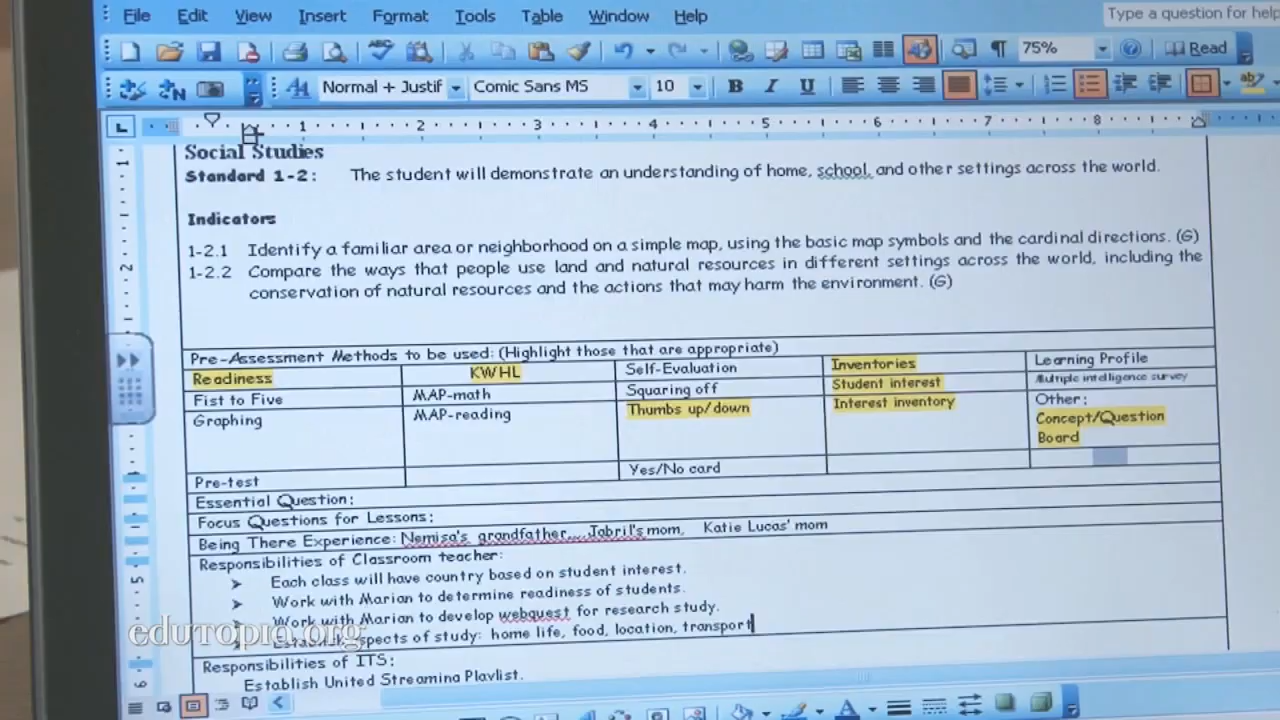 File Edit View Insert Format Tools Table Window Help Type a question for help
75% Read
Normal + Justif Comic Sans MS 10 B I U
1 2 3 4 5 6 7 8
Social Studies
Standard 1-2: The student will demonstrate an understanding of home, school, and other settings across the world.
Indicators
1-2.1 Identify a familiar area or neighborhood on a simple map, using the basic map symbols and the cardinal directions. (G)
1-2.2 Compare the ways that people use land and natural resources in different settings across the world, including the
conservation of natural resources and the actions that may harm the environment. (G)
Pre-Assessment Methods to be used: (Highlight those that are appropriate)
Readiness KWHL Self-Evaluation Inventories Learning Profile
Fist to Five MAP-math Squaring off Student interest Multiple intelligence survey
Graphing MAP-reading Thumbs up/down Interest inventory Other:
Concept/Question
Board
Pre-test Yes/No card
Essential Question:
Focus Questions for Lessons:
Being There Experience: Nemisa's grandfather,... Jabril's mom, Katie Lucas' mom
Responsibilities of Classroom teacher:
Each class will have country based on student interest.
Work with Marian to determine readiness of students.
Work with Marian to develop webquest for research study.
aspects of study: home life, food, location, transport
edutopia.org
Responsibilities of ITS:
Establish United Streaming Playlist.